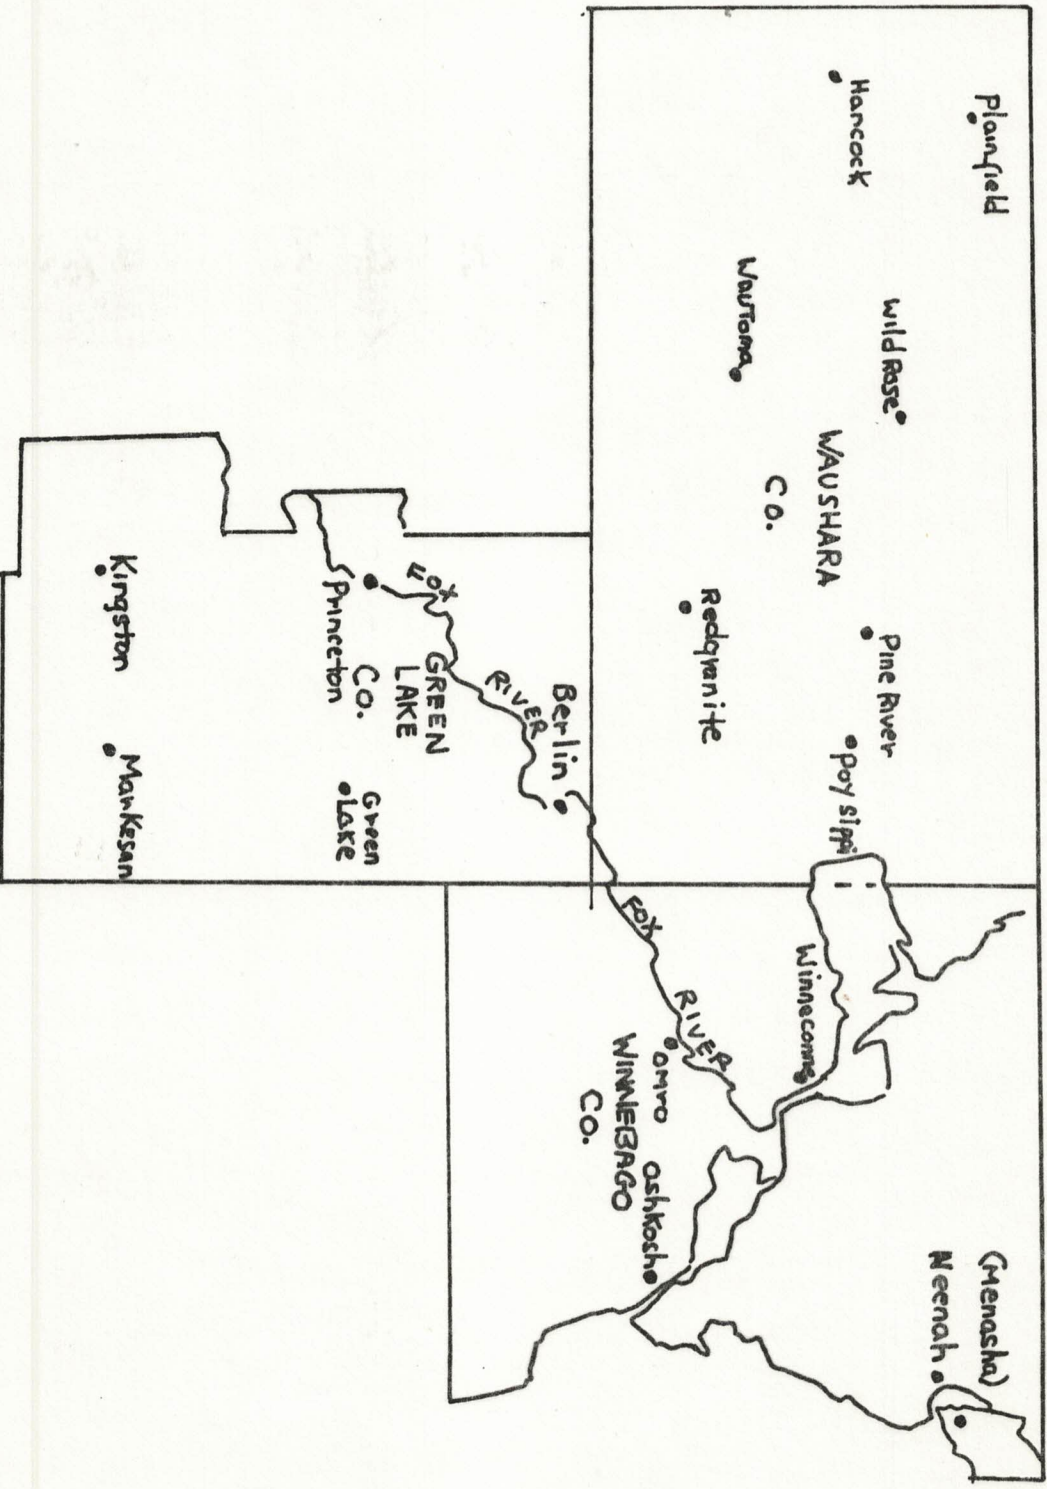 Plainfield
Hancock
Wild Rose
Wautoma
WAUSHARA
CO.
Pine River
Poy Sippi
Redgranite
(Menasha)
Neenah
Winneconne
FOX
RIVER
omro
oshkosh
WINNEBAGO
CO.
Berlin
FOX
RIVER
GREEN
LAKE
CO.
Princeton
Green
Lake
Kingston
Markesan